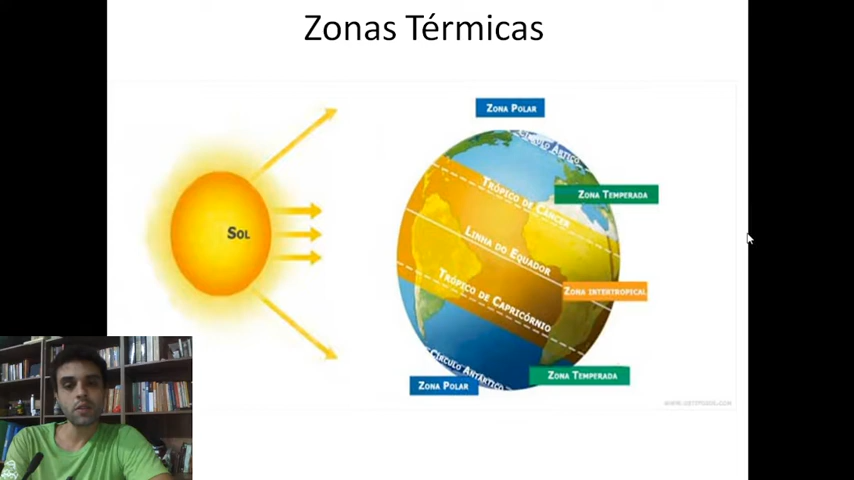 Zonas Térmicas
ZONA POLAR
CÍRCULO ÁRTICO
ZONA TEMPERADA
TRÓPICO DE CÂNCER
SOL
LINHA DO EQUADOR
ZONA INTERTROPICAL
TRÓPICO DE CAPRICÓRNIO
CÍRCULO ANTÁRTICO
ZONA TEMPERADA
ZONA POLAR